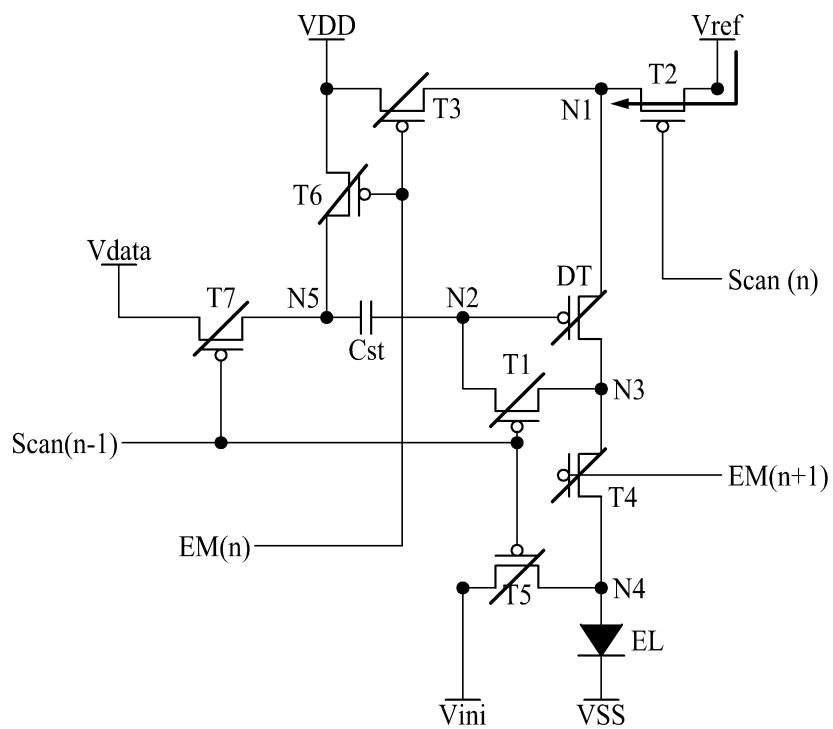 VDD
Vref
T2
T3
N1
T6
Vdata
T7
N5
N2
DT
Scan (n)
Cst
T1
N3
Scan(n-1)
EM(n+1)
T4
EM(n)
T5
N4
EL
Vini
VSS